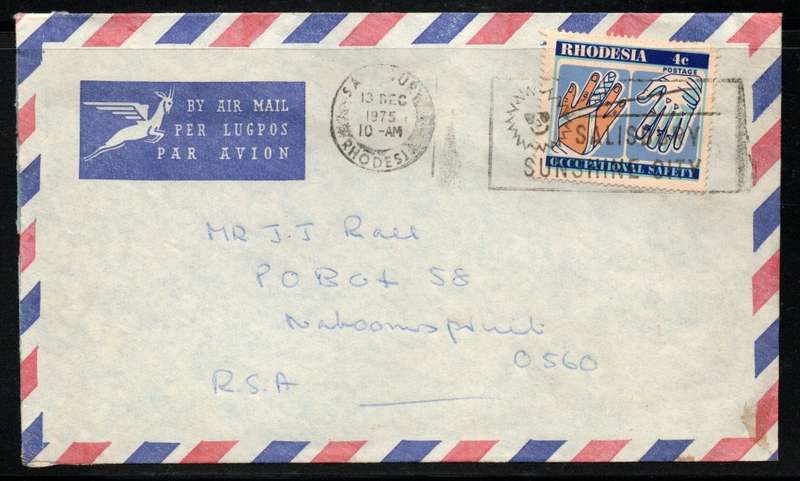 BY AIR MAIL
PER LUGPOS
PAR AVION
SALISBURY
13 DEC
1975
10 -AM
RHODESIA
RHODESIA 4c
POSTAGE
OCCUPATIONAL SAFETY
SALISBURY
SUNSHINE CITY
MR J.J Rall
P O BOX 58
Naboomspruit
0560
R.S.A